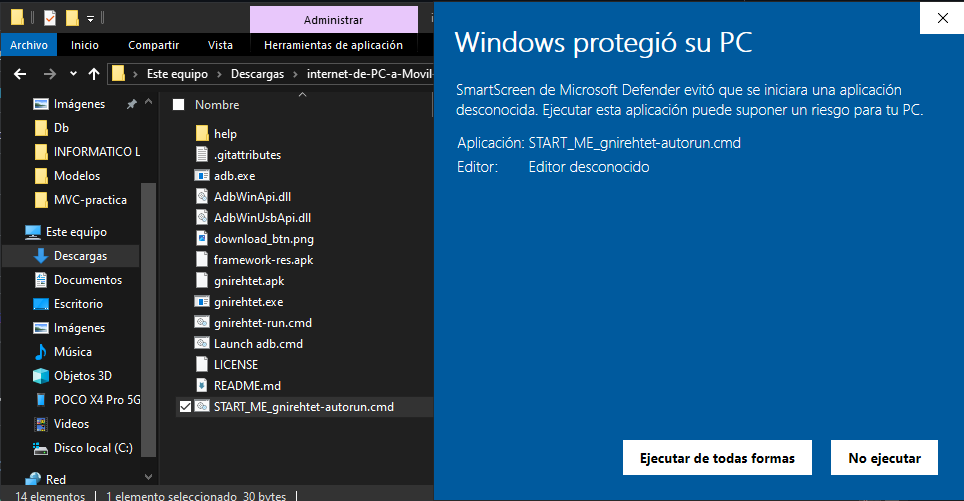 Administrar
Archivo
Inicio
Compartir
Vista
Herramientas de aplicación
Este equipo
Descargas
internet-de-PC-a-Movil-
Imágenes
Db
INFORMATICO L
Modelos
MVC-practica
Este equipo
Descargas
Documentos
Escritorio
Imágenes
Música
Objetos 3D
POCO X4 Pro 5G
Videos
Disco local (C:)
Red
Nombre
help
.gitattributes
adb.exe
AdbWinApi.dll
AdbWinUsbApi.dll
download_btn.png
framework-res.apk
gnirehtet.apk
gnirehtet.exe
gnirehtet-run.cmd
Launch adb.cmd
LICENSE
README.md
START_ME_gnirehtet-autorun.cmd
14 elementos
1 elemento seleccionado 30 bytes
Windows protegió su PC
SmartScreen de Microsoft Defender evitó que se iniciara una aplicación
desconocida. Ejecutar esta aplicación puede suponer un riesgo para tu PC.
Aplicación: START_ME_gnirehtet-autorun.cmd
Editor: Editor desconocido
Ejecutar de todas formas
No ejecutar